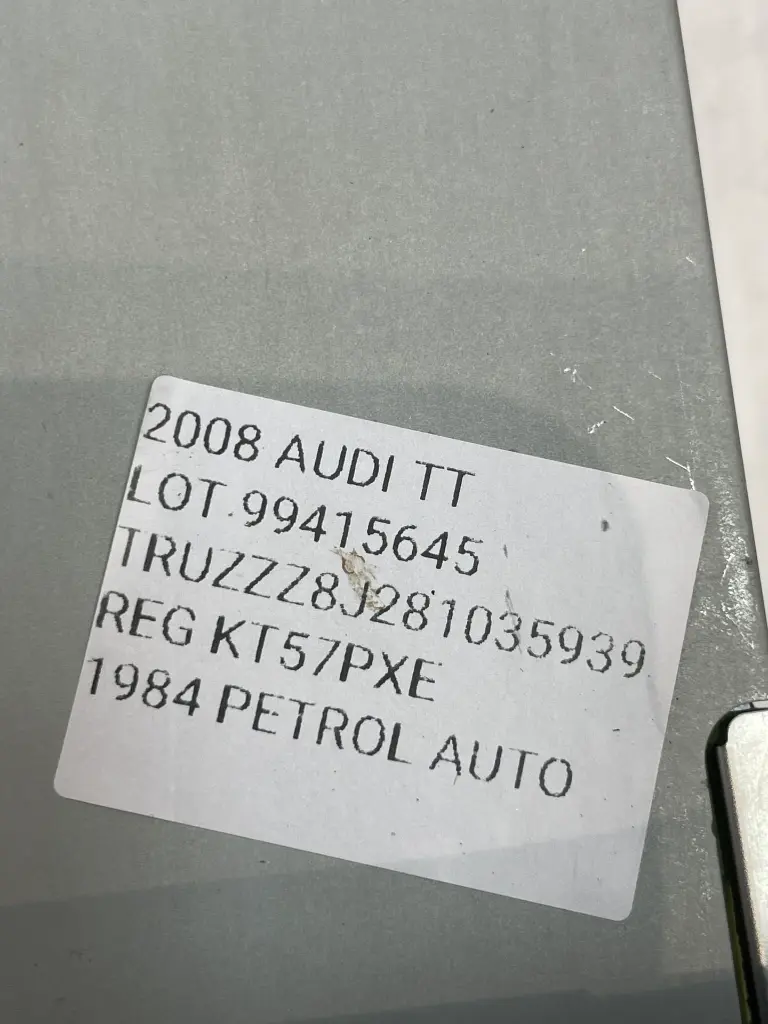 2008 AUDI TT
LOT 99415645
TRUZZZ8J281035939
REG KT57PXE
1984 PETROL AUTO